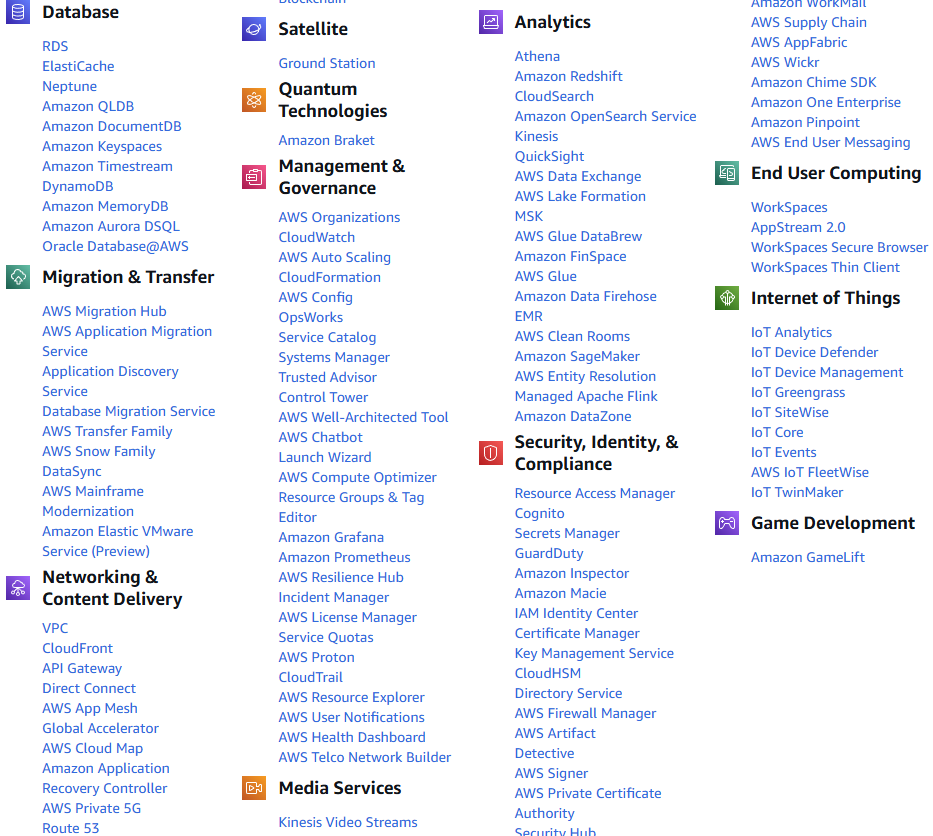 Database
RDS
ElastiCache
Neptune
Amazon QLDB
Amazon DocumentDB
Amazon Keyspaces
Amazon Timestream
DynamoDB
Amazon MemoryDB
Amazon Aurora DSQL
Oracle Database@AWS
Migration & Transfer
AWS Migration Hub
AWS Application Migration
Service
Application Discovery
Service
Database Migration Service
AWS Transfer Family
AWS Snow Family
DataSync
AWS Mainframe
Modernization
Amazon Elastic VMware
Service (Preview)
Networking &
Content Delivery
VPC
CloudFront
API Gateway
Direct Connect
AWS App Mesh
Global Accelerator
AWS Cloud Map
Amazon Application
Recovery Controller
AWS Private 5G
Route 53
Blockchain
Satellite
Ground Station
Quantum
Technologies
Amazon Braket
Management &
Governance
AWS Organizations
CloudWatch
AWS Auto Scaling
CloudFormation
AWS Config
OpsWorks
Service Catalog
Systems Manager
Trusted Advisor
Control Tower
AWS Well-Architected Tool
AWS Chatbot
Launch Wizard
AWS Compute Optimizer
Resource Groups & Tag
Editor
Amazon Grafana
Amazon Prometheus
AWS Resilience Hub
Incident Manager
AWS License Manager
Service Quotas
AWS Proton
CloudTrail
AWS Resource Explorer
AWS User Notifications
AWS Health Dashboard
AWS Telco Network Builder
Media Services
Kinesis Video Streams
Analytics
Athena
Amazon Redshift
CloudSearch
Amazon OpenSearch Service
Kinesis
QuickSight
AWS Data Exchange
AWS Lake Formation
MSK
AWS Glue DataBrew
Amazon FinSpace
AWS Glue
Amazon Data Firehose
EMR
AWS Clean Rooms
Amazon SageMaker
AWS Entity Resolution
Managed Apache Flink
Amazon DataZone
Security, Identity, &
Compliance
Resource Access Manager
Cognito
Secrets Manager
GuardDuty
Amazon Inspector
Amazon Macie
IAM Identity Center
Certificate Manager
Key Management Service
CloudHSM
Directory Service
AWS Firewall Manager
AWS Artifact
Detective
AWS Signer
AWS Private Certificate
Authority
Security Hub
Amazon WorkMail
AWS Supply Chain
AWS AppFabric
AWS Wickr
Amazon Chime SDK
Amazon One Enterprise
Amazon Pinpoint
AWS End User Messaging
End User Computing
WorkSpaces
AppStream 2.0
WorkSpaces Secure Browser
WorkSpaces Thin Client
Internet of Things
IoT Analytics
IoT Device Defender
IoT Device Management
IoT Greengrass
IoT SiteWise
IoT Core
IoT Events
AWS IoT FleetWise
IoT TwinMaker
Game Development
Amazon GameLift